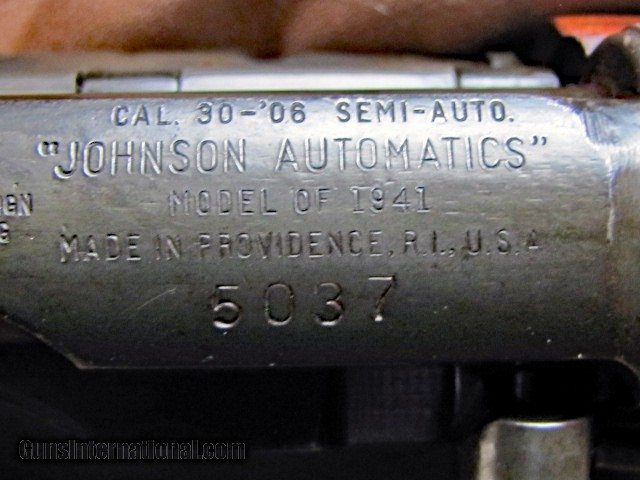 CAL. 30-'06 SEMI-AUTO.
"JOHNSON AUTOMATICS"
MODEL OF 1941
MADE IN PROVIDENCE, R.I., U.S.A
5037
GunsInternational.com